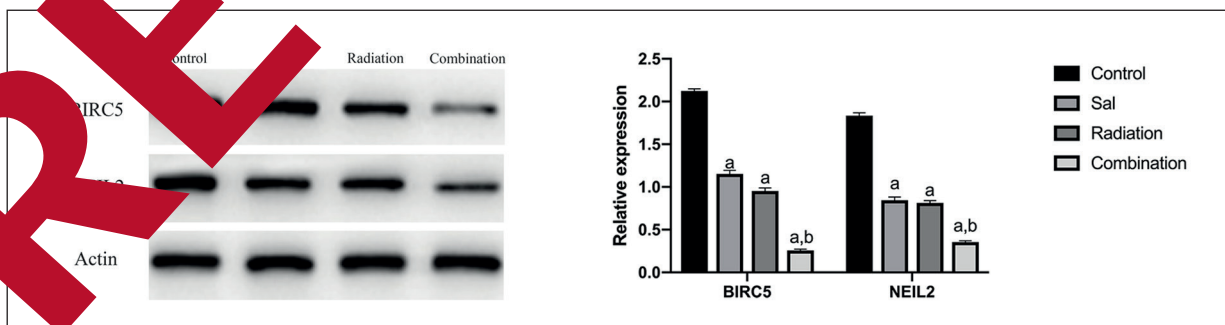 Radiation Combination
BIRC5
Actin
2.5
2.0
1.5
1.0
0.5
0.0
Relative expression
a
a
a,b
a
a
a,b
BIRC5 NEIL2
Control
Sal
Radiation
Combination